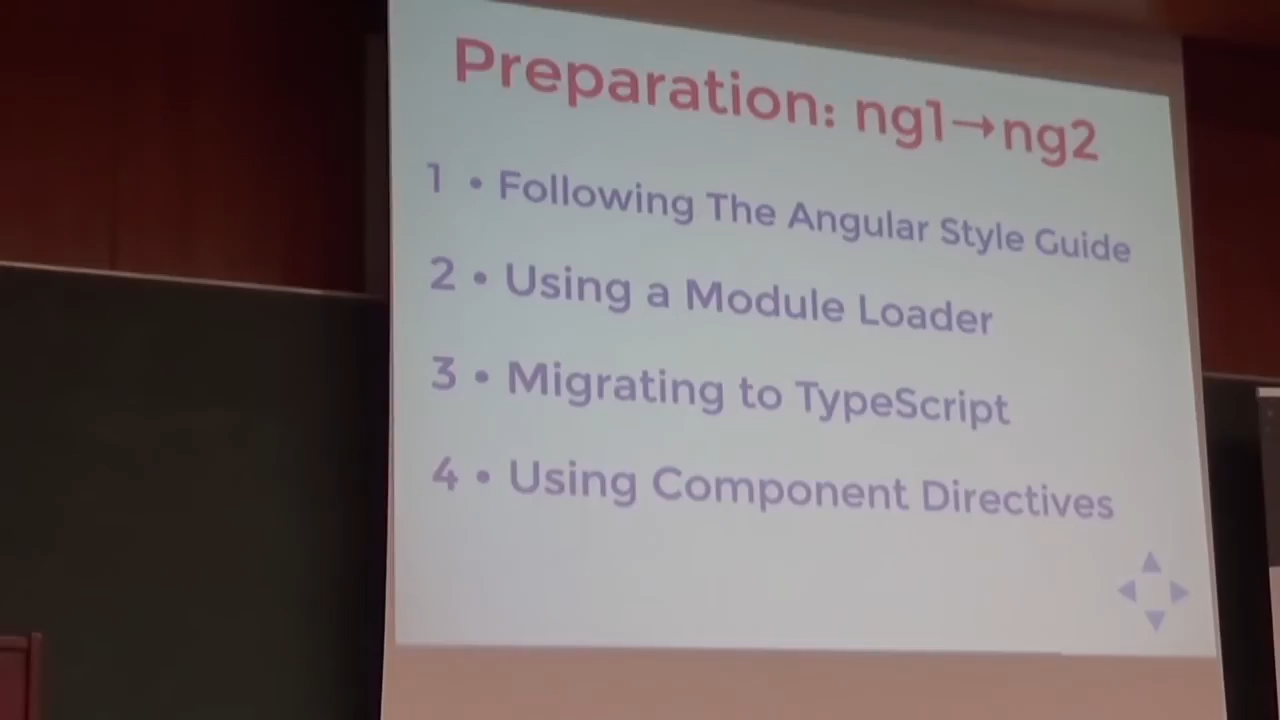 Preparation: ng1→ng2
1 • Following The Angular Style Guide
2 • Using a Module Loader
3 • Migrating to TypeScript
4 • Using Component Directives